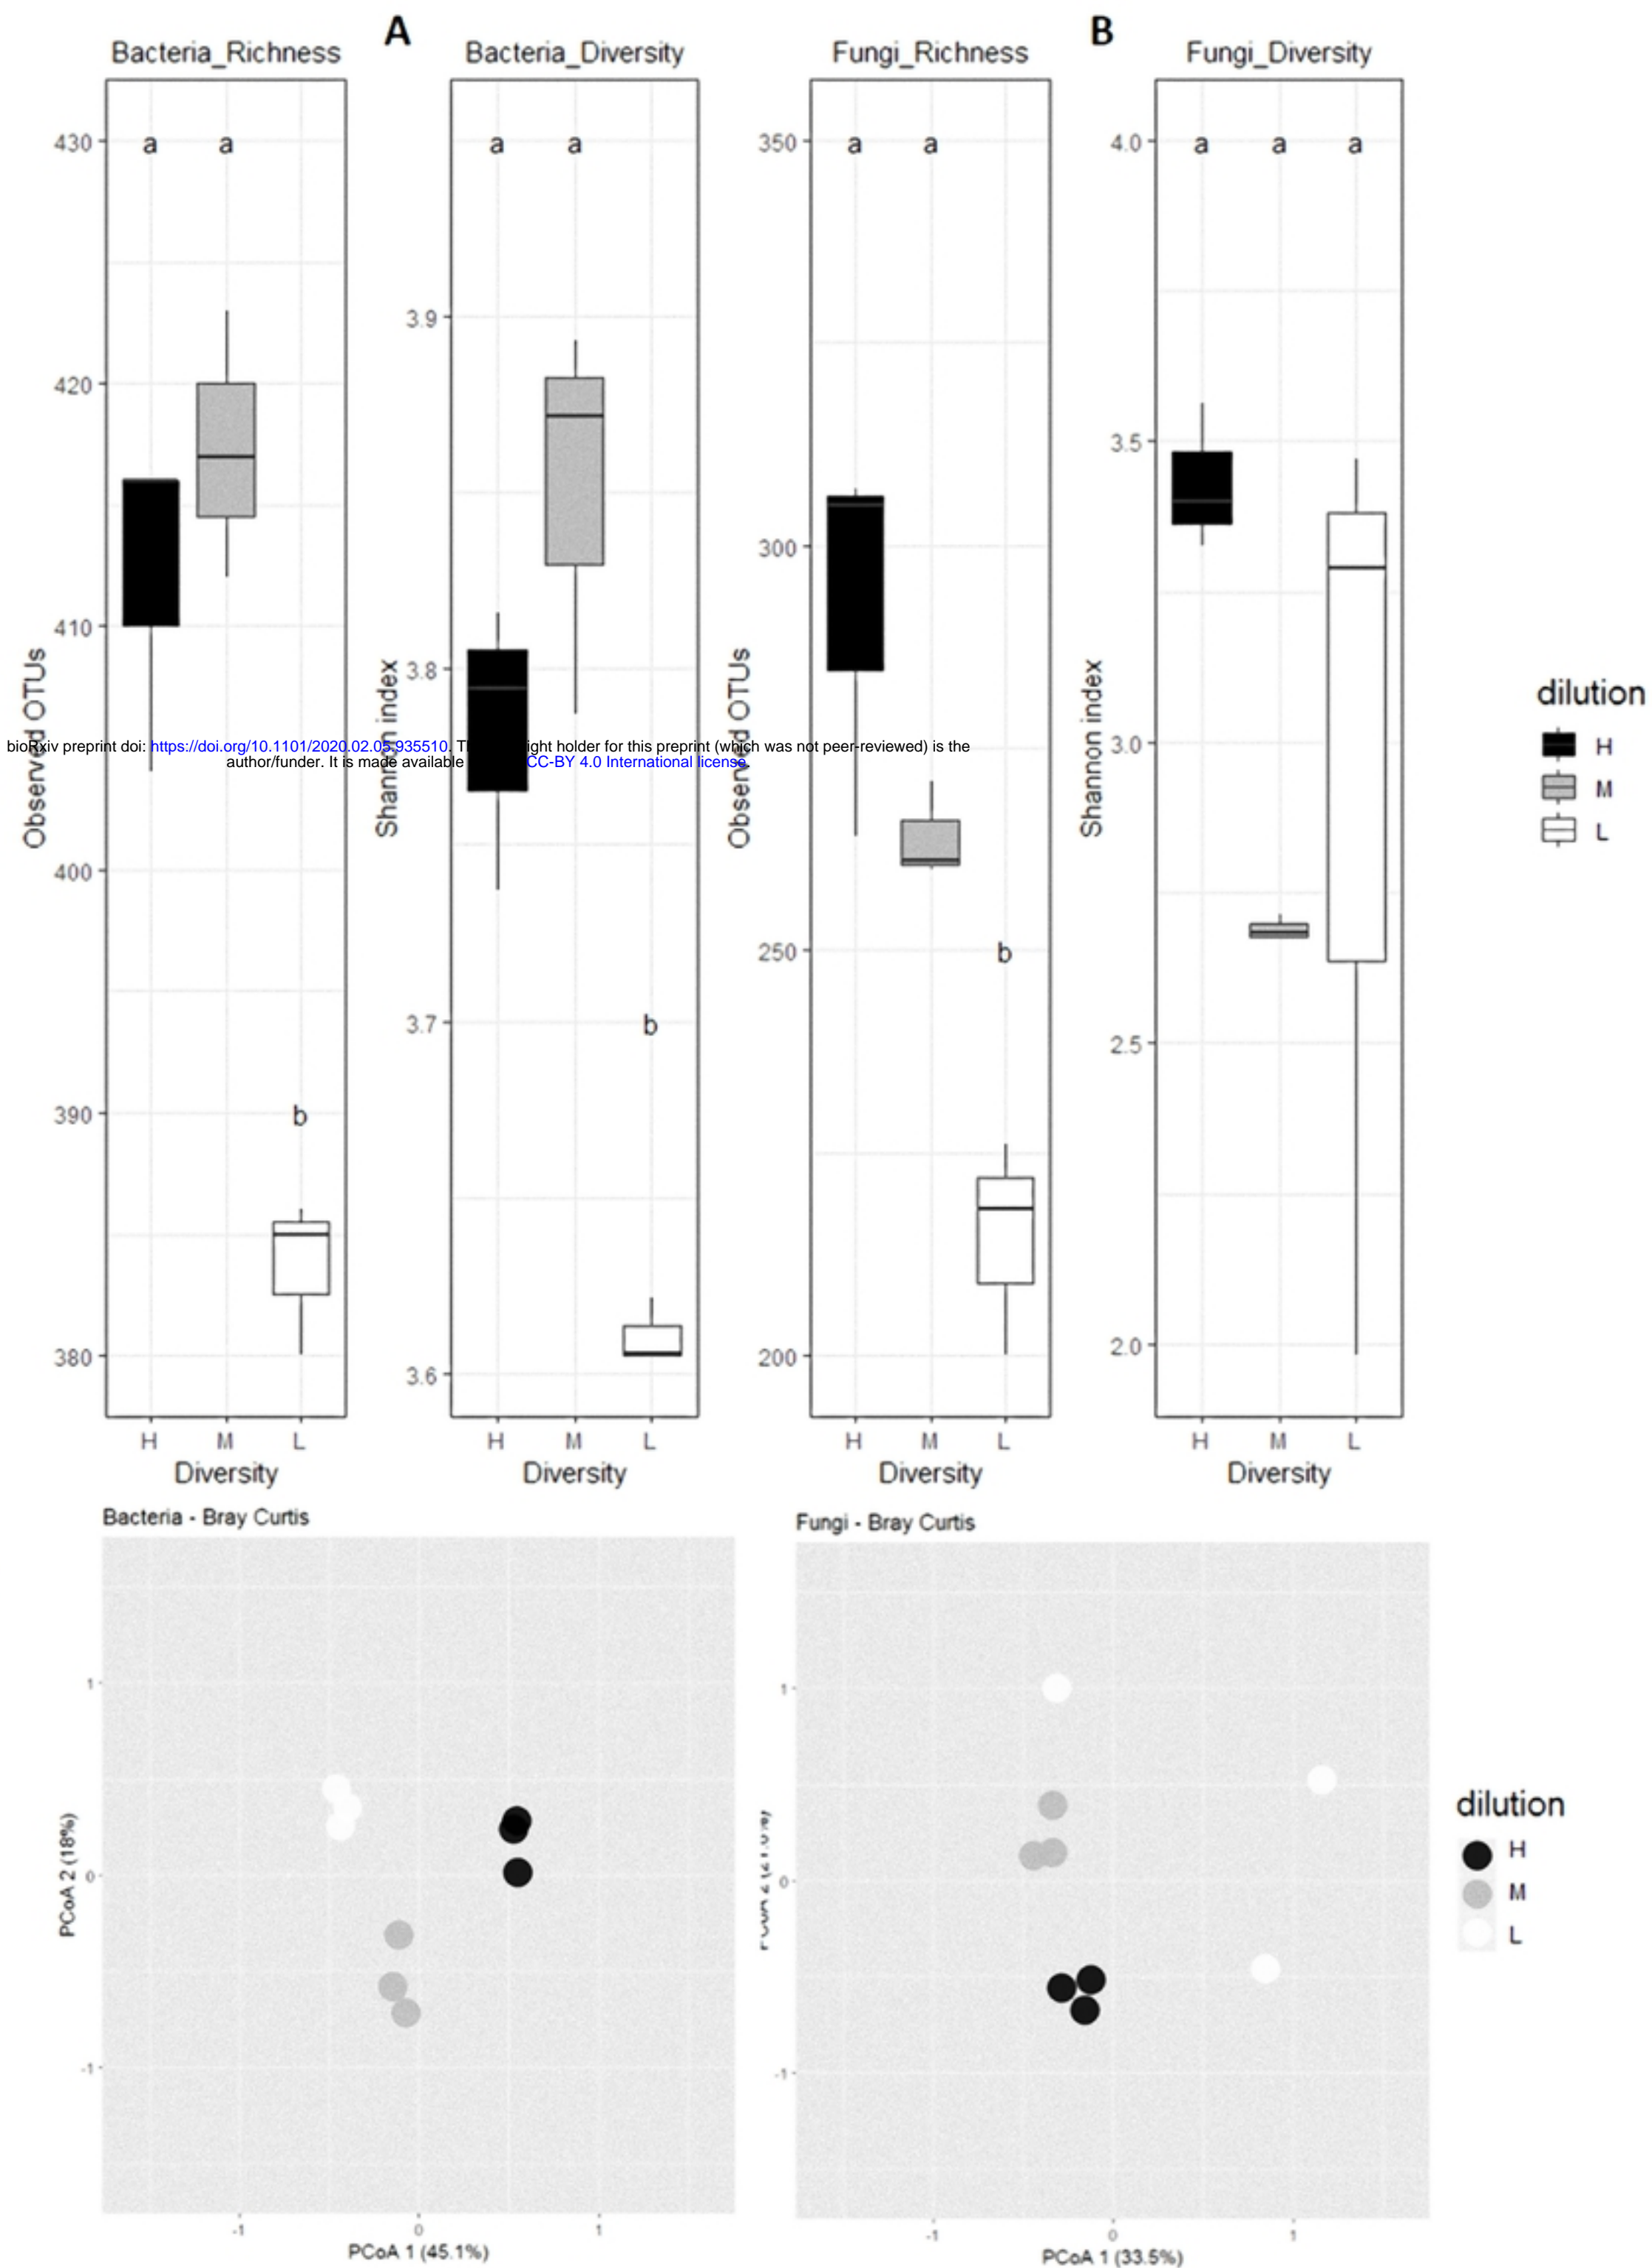 A
B
Bacteria_Richness
Bacteria_Diversity
Fungi_Richness
Fungi_Diversity
Observed OTUs
430
420
410
400
390
380
a
a
b
H
M
L
Diversity
Shannon index
3.9
3.8
3.7
3.6
a
a
b
H
M
L
Diversity
Observed OTUs
350
300
250
200
a
a
b
H
M
L
Diversity
Shannon index
4.0
3.5
3.0
2.5
2.0
a
a
a
H
M
L
Diversity
dilution
H
M
L
bioRxiv preprint doi: https://doi.org/10.1101/2020.02.05.935510. ight holder for this preprint (which was not peer-reviewed) is the
author/funder. It is made available CC-BY 4.0 International license.
Bacteria - Bray Curtis
PCoA 2 (18%)
1
0
-1
-1
0
1
PCoA 1 (45.1%)
Fungi - Bray Curtis
1
0
-1
-1
0
1
PCoA 1 (33.5%)
dilution
H
M
L